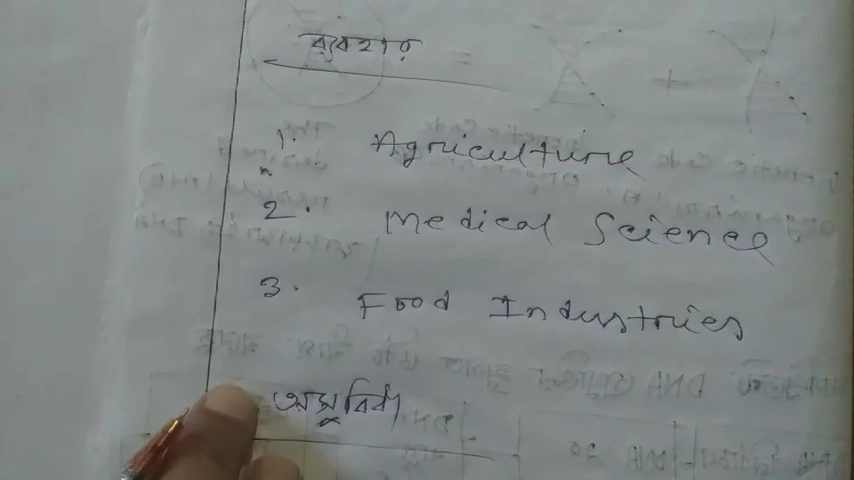 ব্যবহার
1. Agriculture
2. Medical Science
3. Food Industries
অসুবিধা